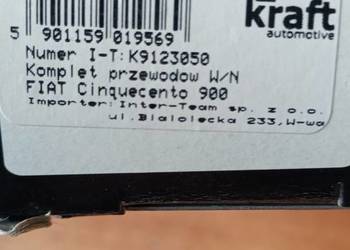 kraft
automotive
5 901159 019569
Numer I-T:K9123050
Komplet przewodow W/N
FIAT Cinquecento 900
Importer: Inter-Team sp. z o.o.
ul.Bialolecka 233,W-wa